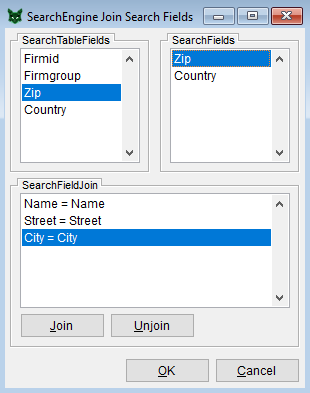 SearchEngine Join Search Fields
SearchTableFields
Firmid
Firmgroup
Zip
Country
SearchFields
Zip
Country
SearchFieldJoin
Name = Name
Street = Street
City = City
Join
Unjoin
OK
Cancel